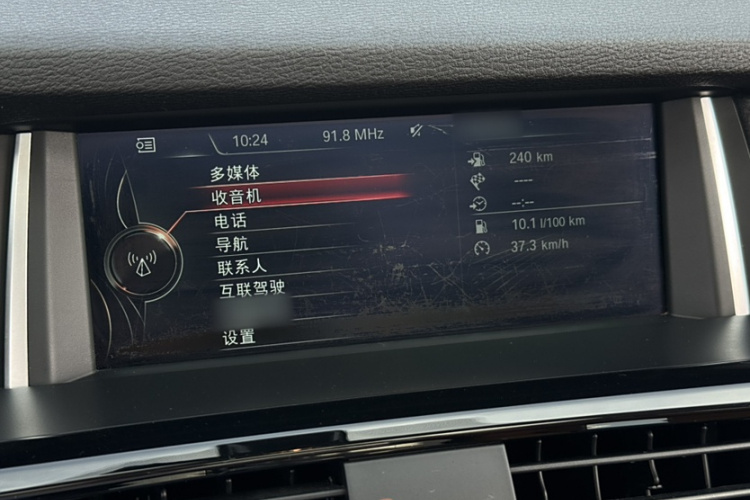 10:24 91.8 MHz
多媒体
收音机
电话
导航
联系人
互联驾驶
设置
240 km
----
--:--
10.1 l/100 km
37.3 km/h